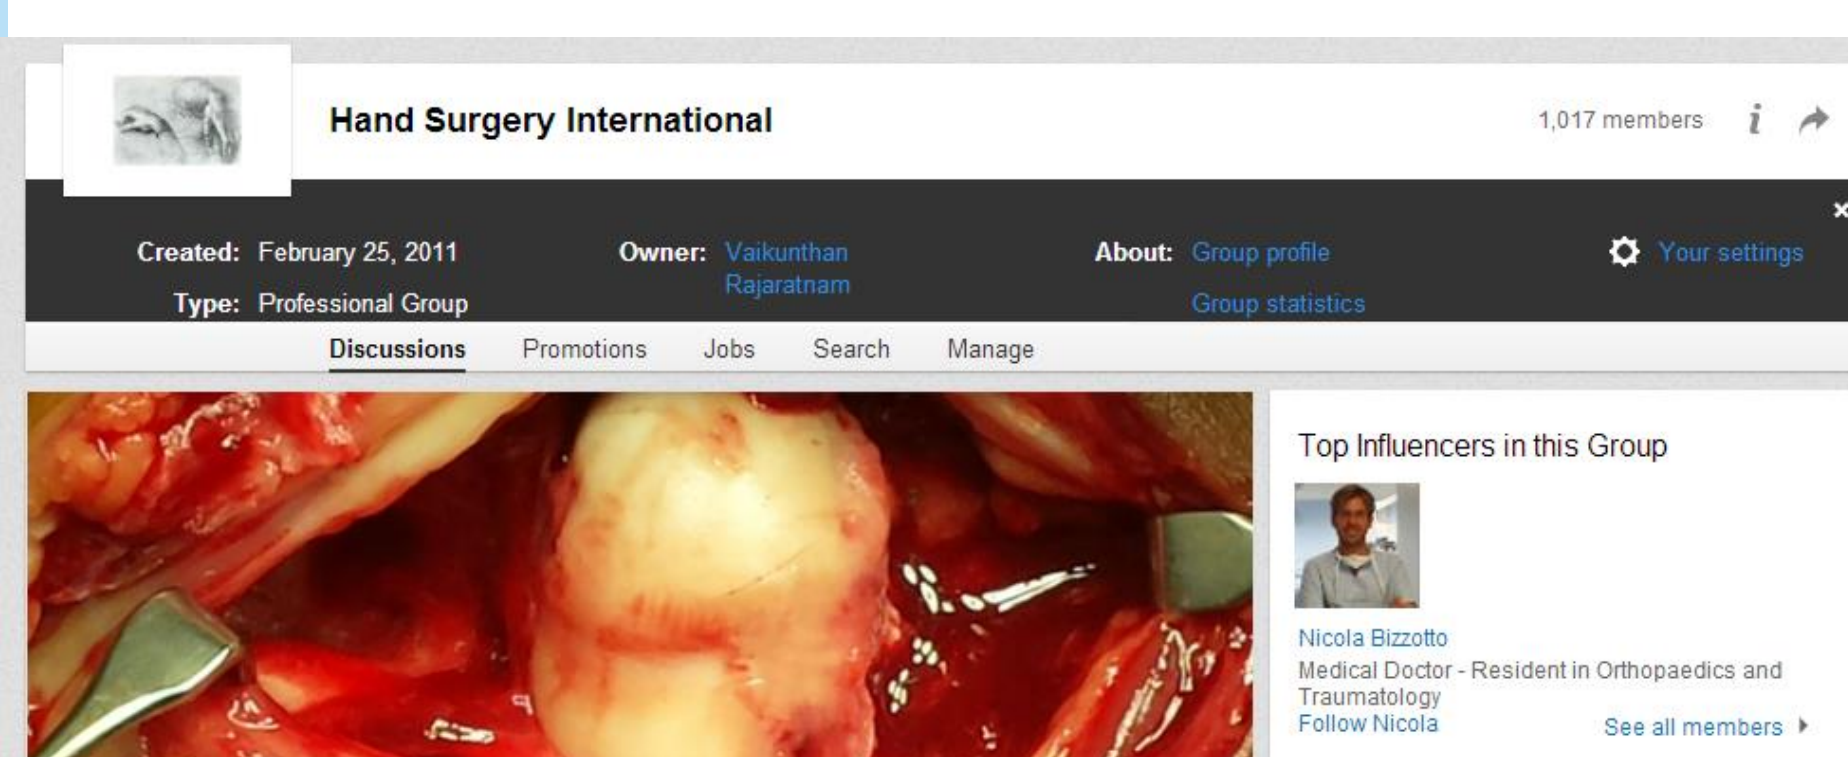 Hand Surgery International
1,017 members
Created: February 25, 2011
Type: Professional Group
Owner: Vaikunthan
Rajaratnam
About: Group profile
Group statistics
Your settings
Discussions Promotions Jobs Search Manage
Top Influencers in this Group
Nicola Bizzotto
Medical Doctor - Resident in Orthopaedics and
Traumatology
Follow Nicola
See all members